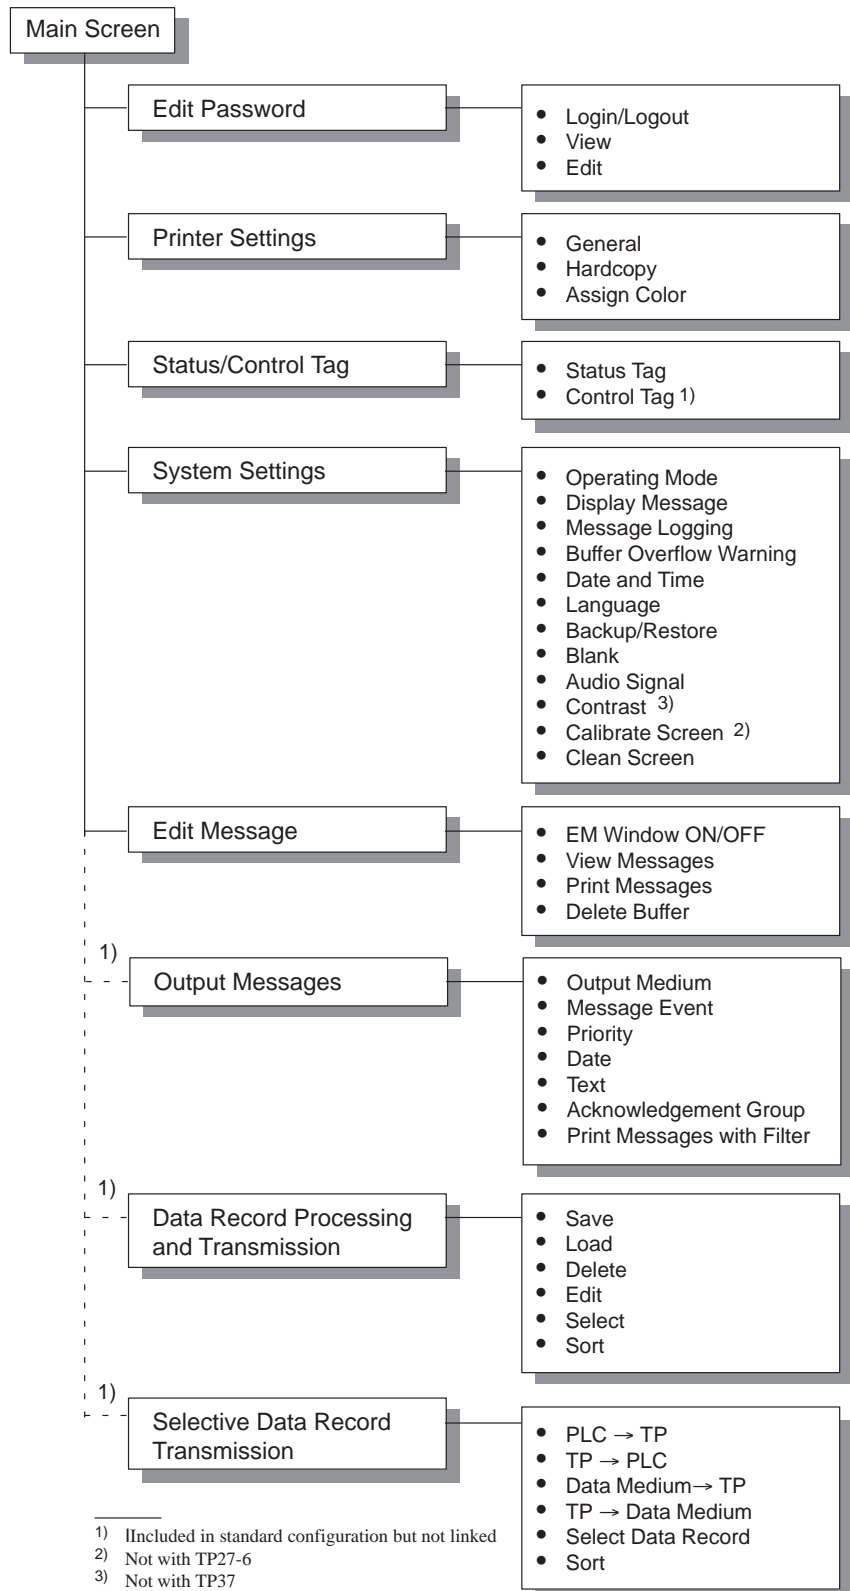 Main Screen
Edit Password
• Login/Logout
• View
• Edit
Printer Settings
• General
• Hardcopy
• Assign Color
Status/Control Tag
• Status Tag
• Control Tag 1)
System Settings
• Operating Mode
• Display Message
• Message Logging
• Buffer Overflow Warning
• Date and Time
• Language
• Backup/Restore
• Blank
• Audio Signal
• Contrast 3)
• Calibrate Screen 2)
• Clean Screen
Edit Message
• EM Window ON/OFF
• View Messages
• Print Messages
• Delete Buffer
1)
Output Messages
• Output Medium
• Message Event
• Priority
• Date
• Text
• Acknowledgement Group
• Print Messages with Filter
1)
Data Record Processing
and Transmission
• Save
• Load
• Delete
• Edit
• Select
• Sort
1)
Selective Data Record
Transmission
• PLC → TP
• TP → PLC
• Data Medium→ TP
• TP → Data Medium
• Select Data Record
• Sort
1) IIncluded in standard configuration but not linked
2) Not with TP27-6
3) Not with TP37